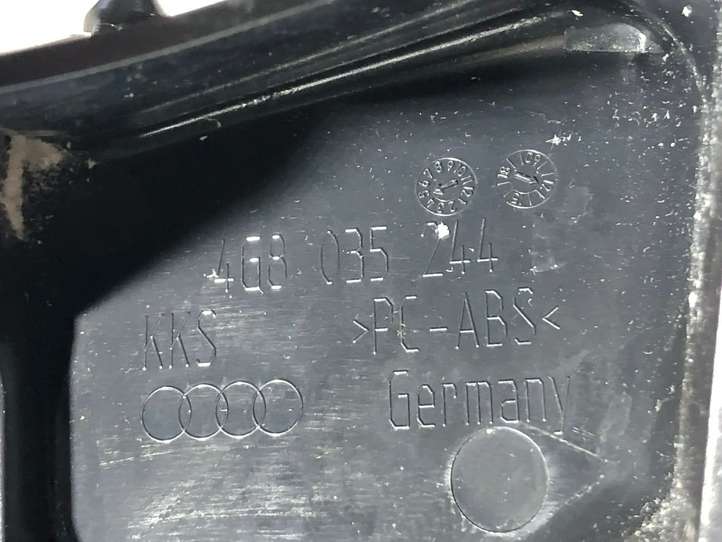 4G8 035 244
KKS >PC-ABS<
Germany